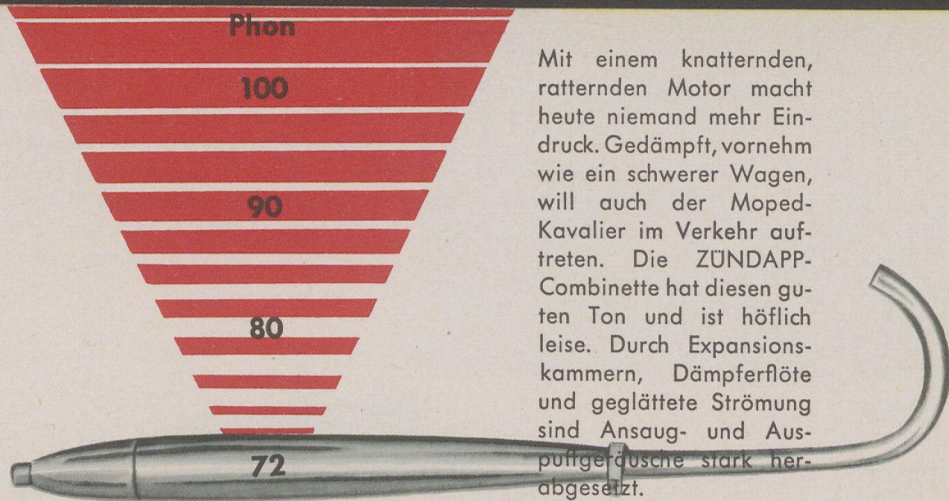 Phon
100
90
80
72
Mit einem knatternden,
ratternden Motor macht
heute niemand mehr Ein-
druck. Gedämpft, vornehm
wie ein schwerer Wagen,
will auch der Moped-
Kavalier im Verkehr auf-
treten. Die ZÜNDAPP-
Combinette hat diesen gu-
ten Ton und ist höflich
leise. Durch Expansions-
kammern, Dämpferflöte
und geglättete Strömung
sind Ansaug- und Aus-
puffgeräusche stark her-
abgesetzt.